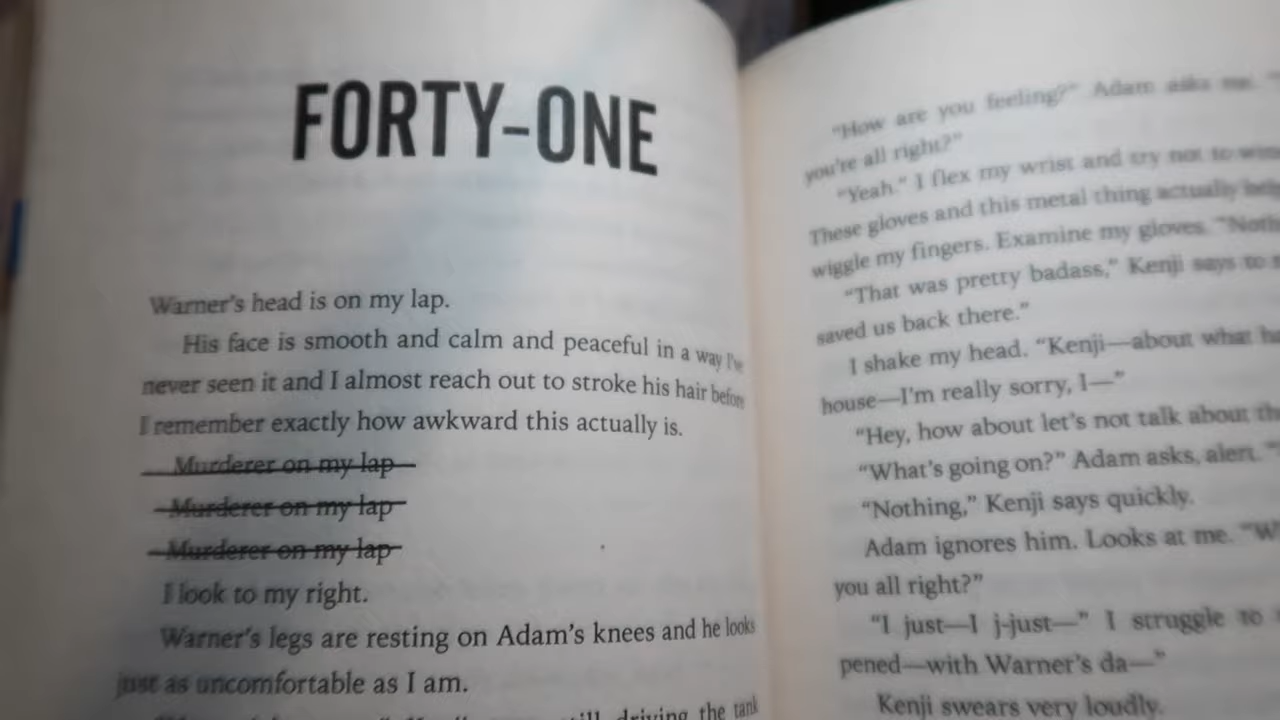 FORTY-ONE
Warner's head is on my lap.
His face is smooth and calm and peaceful in a way I've
never seen it and I almost reach out to stroke his hair before
I remember exactly how awkward this actually is.
Murderer on my lap
Murderer on my lap
Murderer on my lap
I look to my right.
Warner's legs are resting on Adam's knees and he looks
just as uncomfortable as I am.
still driving the tank
"How are you feeling?" Adam asks me.
you're all right?"
"Yeah." I flex my wrist and try not to
These gloves and this metal thing actually
wiggle my fingers. Examine my gloves.
"That was pretty badass," Kenji says to
saved us back there."
I shake my head. "Kenji—about what
house—I'm really sorry, I—"
"Hey, how about let's not talk about
"What's going on?" Adam asks, alert.
"Nothing," Kenji says quickly.
Adam ignores him. Looks at me.
you all right?"
"I just—I j-just—" I struggle to
pened—with Warner's da—"
Kenji swears very loudly.